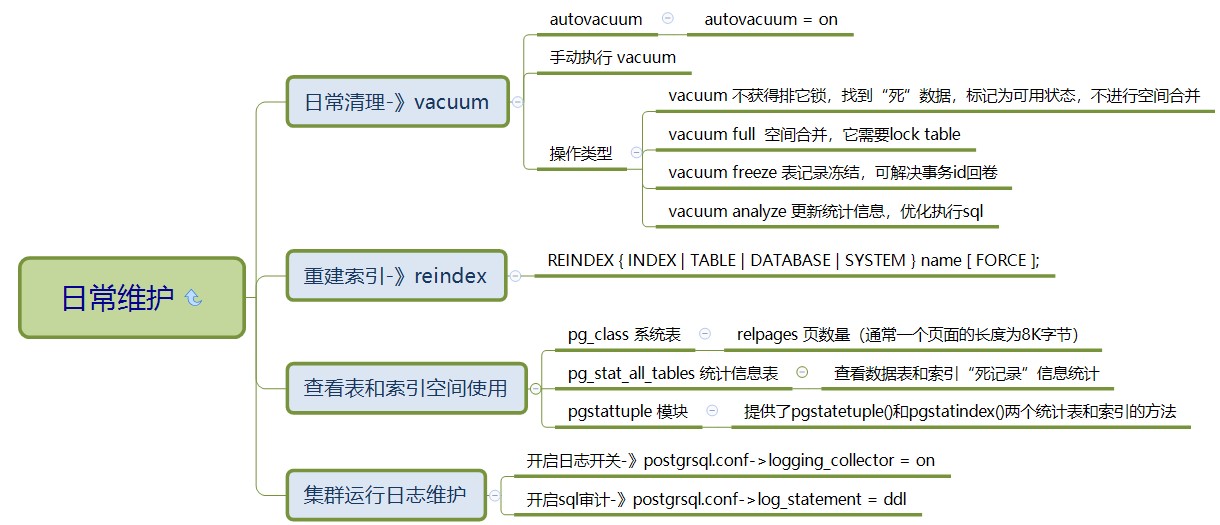 日常维护
日常清理-》vacuum
autovacuum
autovacuum = on
手动执行 vacuum
操作类型
vacuum 不获得排它锁，找到“死”数据，标记为可用状态，不进行空间合并
vacuum full 空间合并，它需要lock table
vacuum freeze 表记录冻结，可解决事务id回卷
vacuum analyze 更新统计信息，优化执行sql
重建索引-》reindex
REINDEX { INDEX | TABLE | DATABASE | SYSTEM } name [ FORCE ];
查看表和索引空间使用
pg_class 系统表
relpages 页数量（通常一个页面的长度为8K字节）
pg_stat_all_tables 统计信息表
查看数据表和索引“死记录”信息统计
pgstattuple 模块
提供了pgstatetuple()和pgstatindex()两个统计表和索引的方法
集群运行日志维护
开启日志开关-》postgrsql.conf->logging_collector = on
开启sql审计-》postgrsql.conf->log_statement = ddl